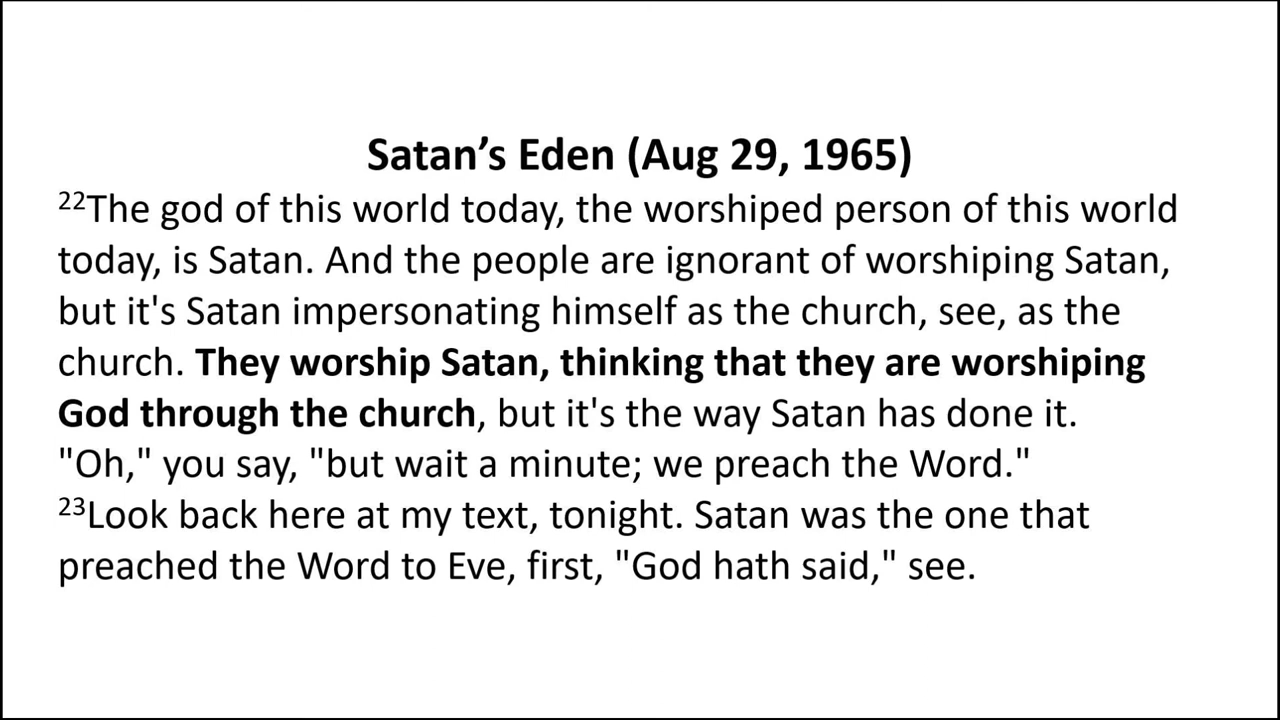 Satan’s Eden (Aug 29, 1965)
²²The god of this world today, the worshiped person of this world
today, is Satan. And the people are ignorant of worshiping Satan,
but it's Satan impersonating himself as the church, see, as the
church. They worship Satan, thinking that they are worshiping
God through the church, but it's the way Satan has done it.
"Oh," you say, "but wait a minute; we preach the Word."
²³Look back here at my text, tonight. Satan was the one that
preached the Word to Eve, first, "God hath said," see.